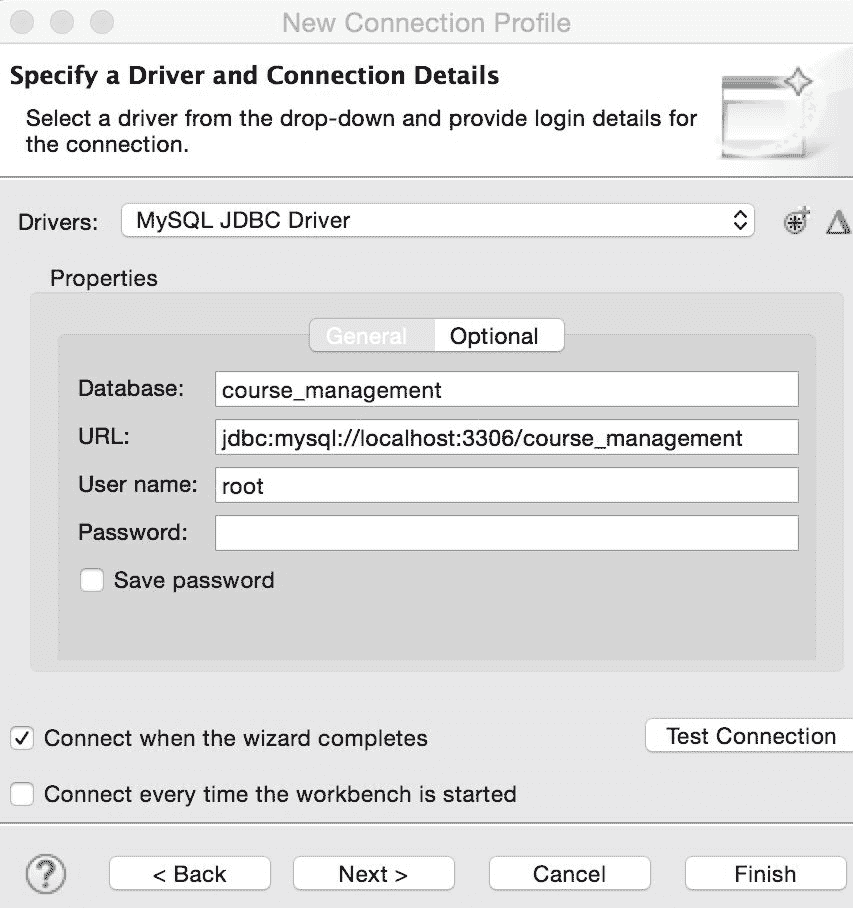 New Connection Profile
Specify a Driver and Connection Details
Select a driver from the drop-down and provide login details for
the connection.
Drivers: MySQL JDBC Driver
Properties
General Optional
Database: course_management
URL: jdbc:mysql://localhost:3306/course_management
User name: root
Password:
Save password
Connect when the wizard completes Test Connection
Connect every time the workbench is started
? < Back Next > Cancel Finish